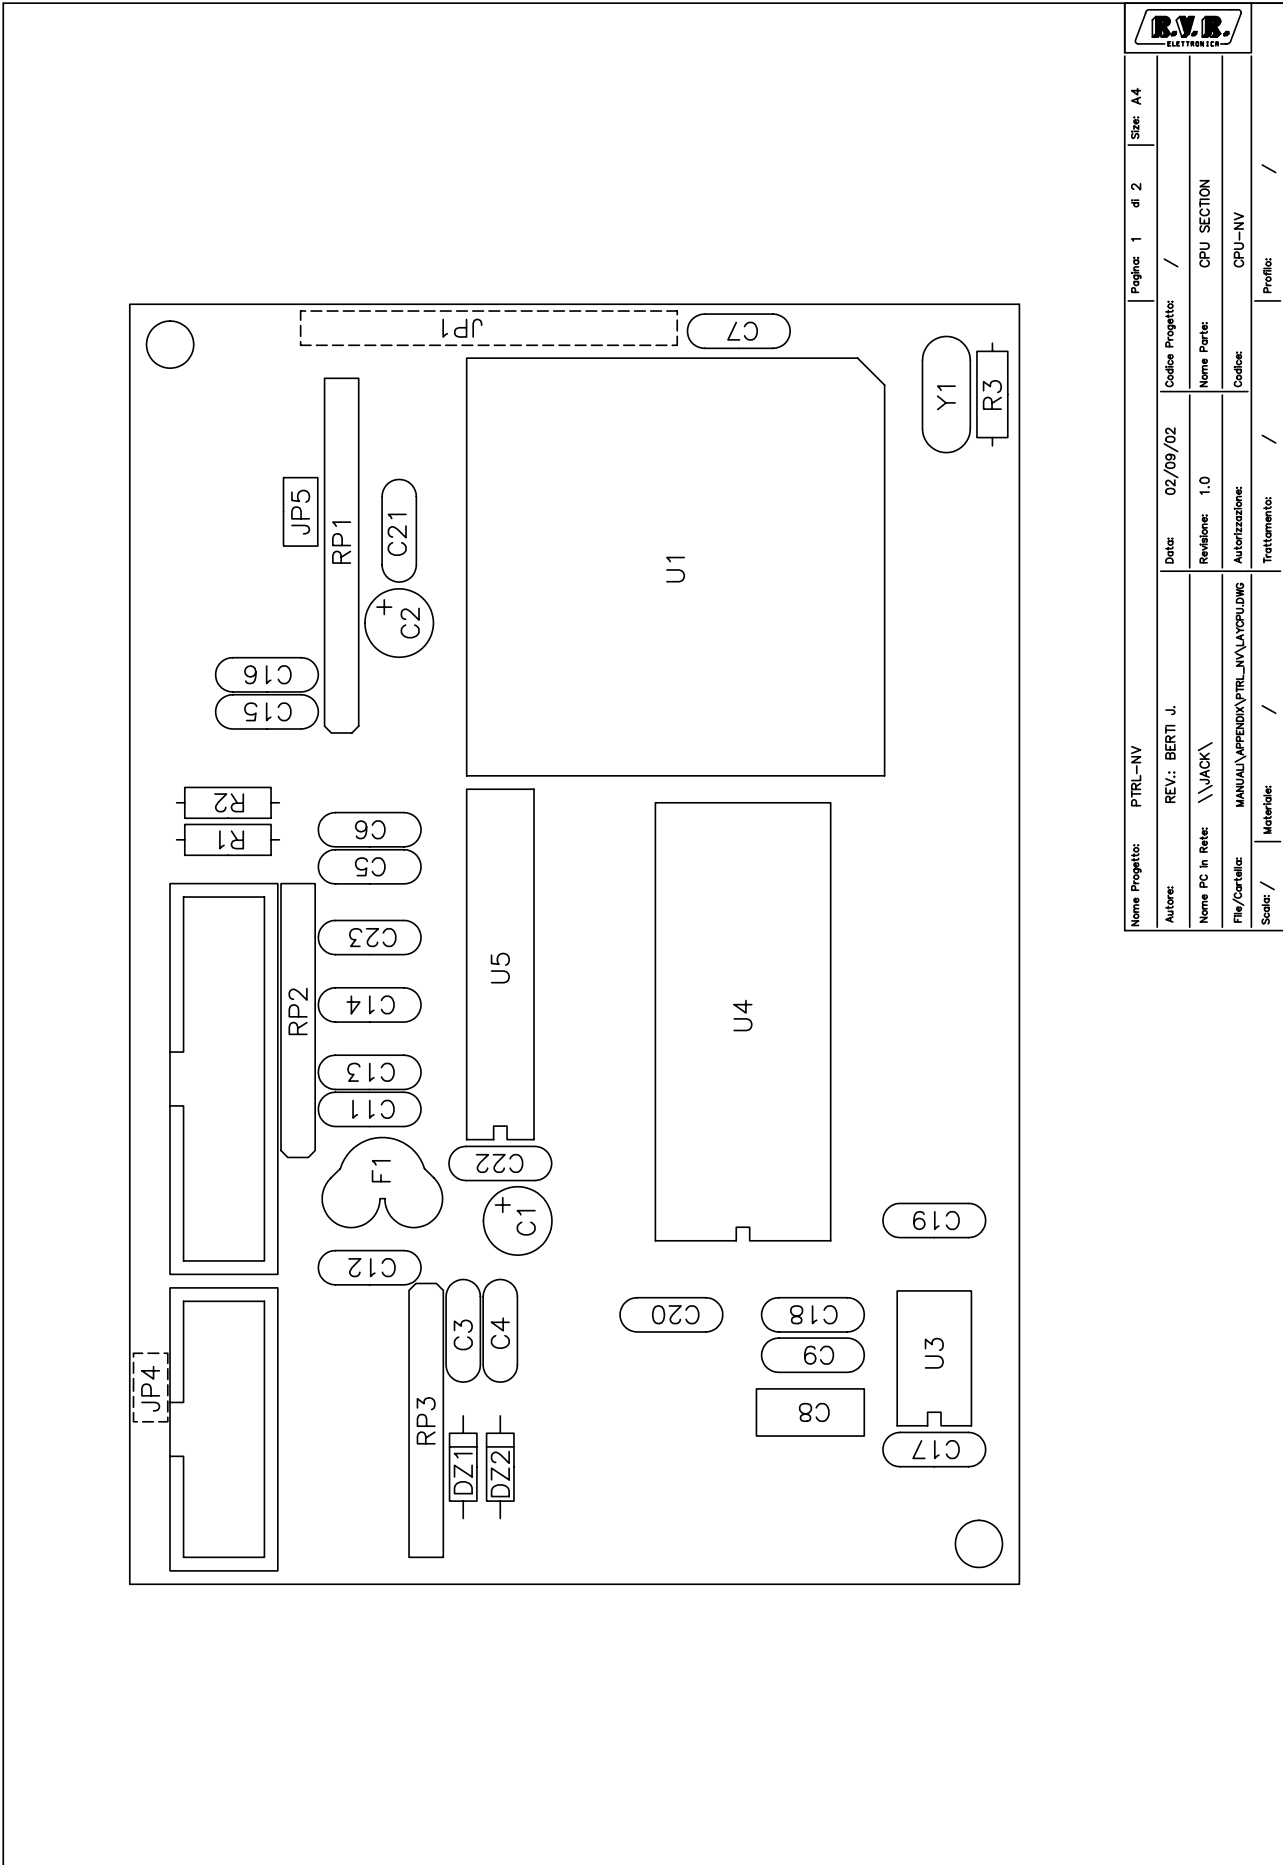 R.V.R.
ELETTRONICA
Nome Progetto: PTRL-NV
Pagina: 1 di 2
Size: A4
Autore: REV.: BERTI J.
Data: 02/09/02
Codice Progetto: /
Nome PC in Rete: \\JACK\
Revisione: 1.0
Nome Parte: CPU SECTION
File/Cartella: MANUALI\APPENDIX\PTRL_NV\LAYCPU.DWG
Autorizzazione:
Codice: CPU-NV
Scala: /
Materiale: /
Trattamento: /
Profilo: /
JP1
C7
Y1
R3
JP5
RP1
C21
C2
U1
C16
C15
R2
R1
C6
C5
C23
RP2
C14
U5
U4
C13
C11
F1
C22
C1
C19
C12
C3
C4
C20
C18
C9
U3
JP4
RP3
C8
DZ1
DZ2
C17